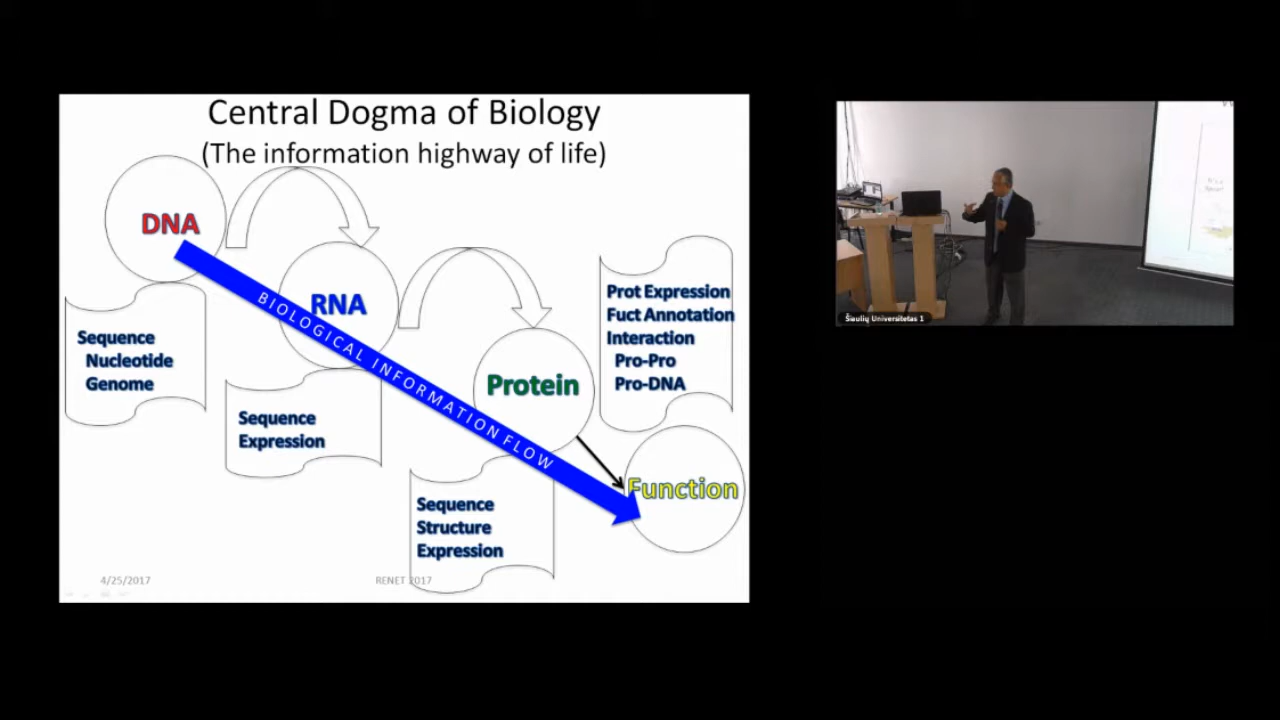 Central Dogma of Biology
(The information highway of life)
DNA
RNA
Protein
Function
BIOLOGICAL INFORMATION FLOW
Sequence
Nucleotide
Genome
Sequence
Expression
Sequence
Structure
Expression
Prot Expression
Fuct Annotation
Interaction
Pro-Pro
Pro-DNA
4/25/2017
RENET 2017
Šiaulių Universitetas 1